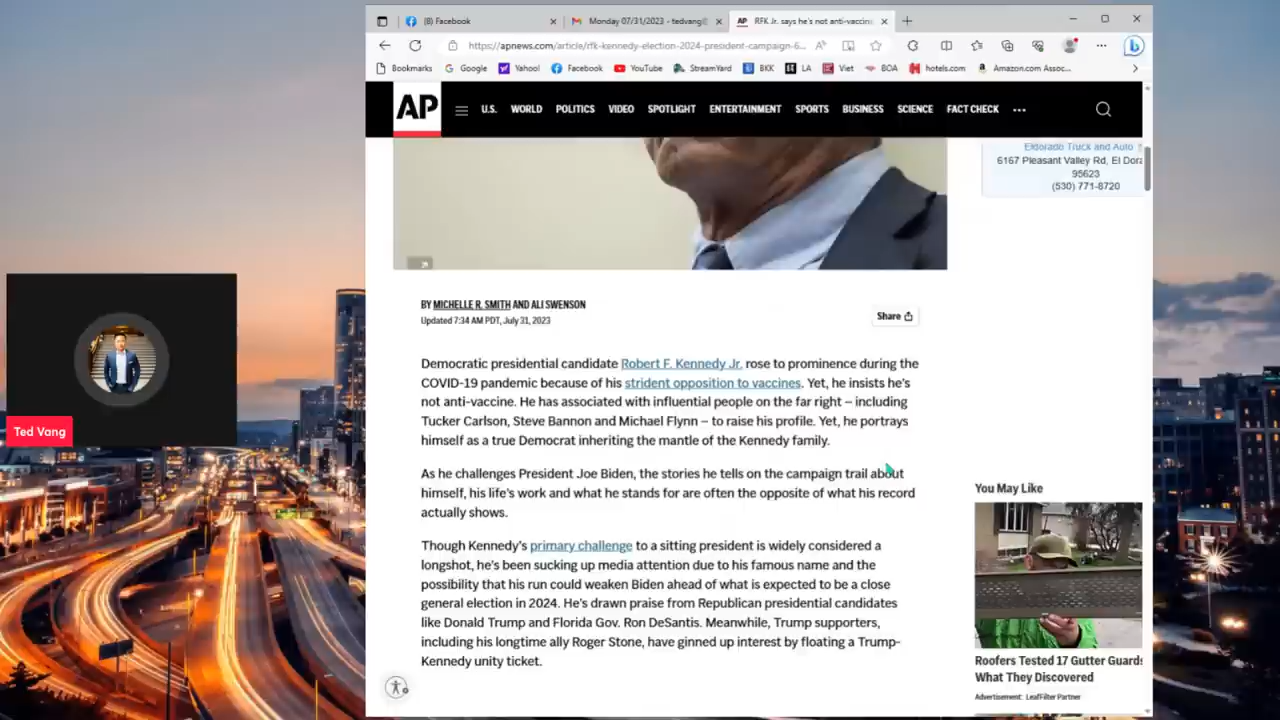 (8) Facebook
Monday 07/31/2023 - tedvang@
RFK Jr. says he's not anti-vaccine
https://apnews.com/article/rfk-kennedy-election-2024-president-campaign-6...
Bookmarks Google Yahoo! Facebook YouTube StreamYard BKK LA Viet BOA hotels.com Amazon.com Assoc...
AP U.S. WORLD POLITICS VIDEO SPOTLIGHT ENTERTAINMENT SPORTS BUSINESS SCIENCE FACT CHECK
Eldorado Truck and Auto
6167 Pleasant Valley Rd, El Dora
95623
(530) 771-8720
BY MICHELLE R. SMITH AND ALI SWENSON
Updated 7:34 AM PDT, July 31, 2023
Share
Democratic presidential candidate Robert F. Kennedy Jr. rose to prominence during the
COVID-19 pandemic because of his strident opposition to vaccines. Yet, he insists he's
not anti-vaccine. He has associated with influential people on the far right – including
Tucker Carlson, Steve Bannon and Michael Flynn – to raise his profile. Yet, he portrays
himself as a true Democrat inheriting the mantle of the Kennedy family.
As he challenges President Joe Biden, the stories he tells on the campaign trail about
himself, his life's work and what he stands for are often the opposite of what his record
actually shows.
Though Kennedy's primary challenge to a sitting president is widely considered a
longshot, he's been sucking up media attention due to his famous name and the
possibility that his run could weaken Biden ahead of what is expected to be a close
general election in 2024. He's drawn praise from Republican presidential candidates
like Donald Trump and Florida Gov. Ron DeSantis. Meanwhile, Trump supporters,
including his longtime ally Roger Stone, have ginned up interest by floating a Trump-
Kennedy unity ticket.
You May Like
Roofers Tested 17 Gutter Guards
What They Discovered
Advertisement: LeafFilter Partner
Ted Vang